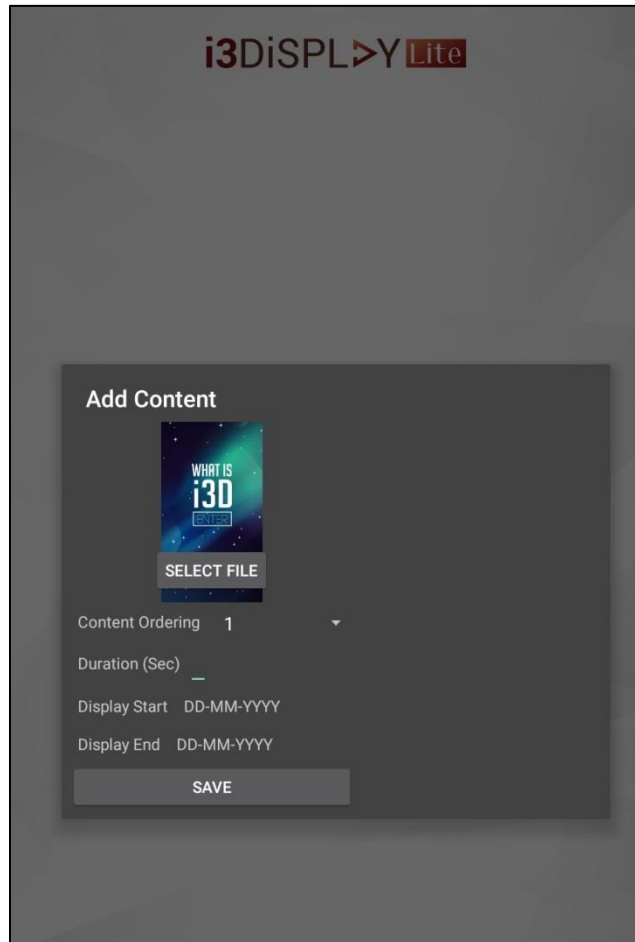 i3DiSPL>Y Lite
Add Content
WHAT IS
i3D
ENTER
SELECT FILE
Content Ordering 1
Duration (Sec)
Display Start DD-MM-YYYY
Display End DD-MM-YYYY
SAVE